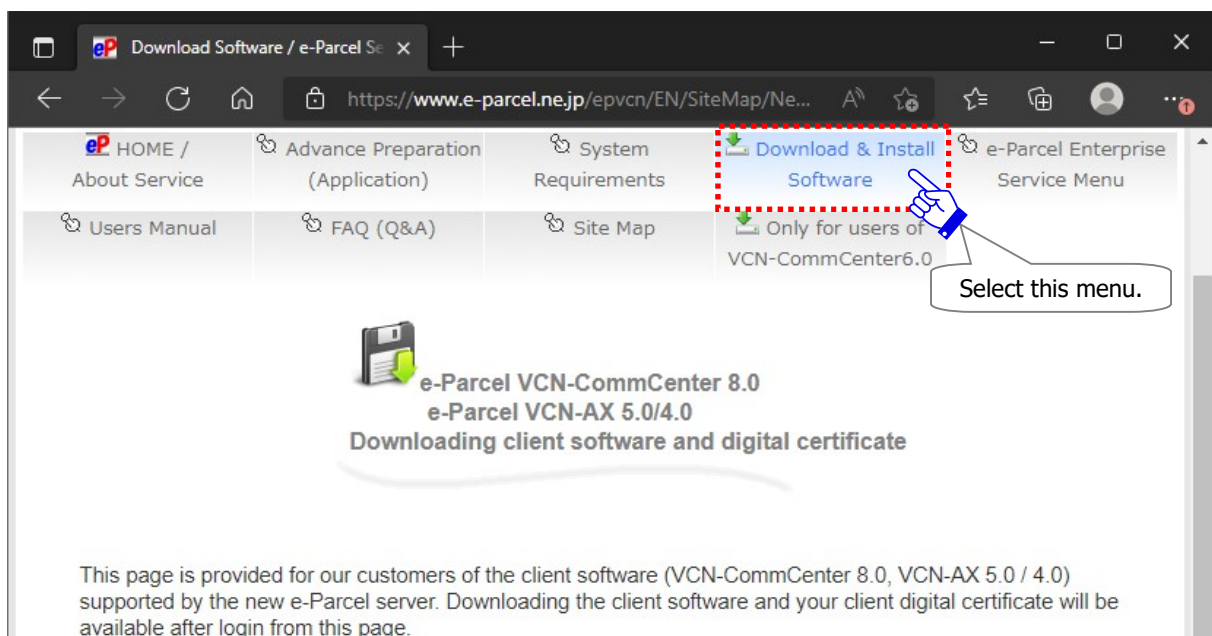 eP Download Software / e-Parcel Se
https://www.e-parcel.ne.jp/epvcn/EN/SiteMap/Ne...
eP HOME /
About Service
Advance Preparation
(Application)
System
Requirements
Download & Install
Software
e-Parcel Enterprise
Service Menu
Users Manual
FAQ (Q&A)
Site Map
Only for users of
VCN-CommCenter6.0
Select this menu.
e-Parcel VCN-CommCenter 8.0
e-Parcel VCN-AX 5.0/4.0
Downloading client software and digital certificate
This page is provided for our customers of the client software (VCN-CommCenter 8.0, VCN-AX 5.0 / 4.0)
supported by the new e-Parcel server. Downloading the client software and your client digital certificate will be
available after login from this page.